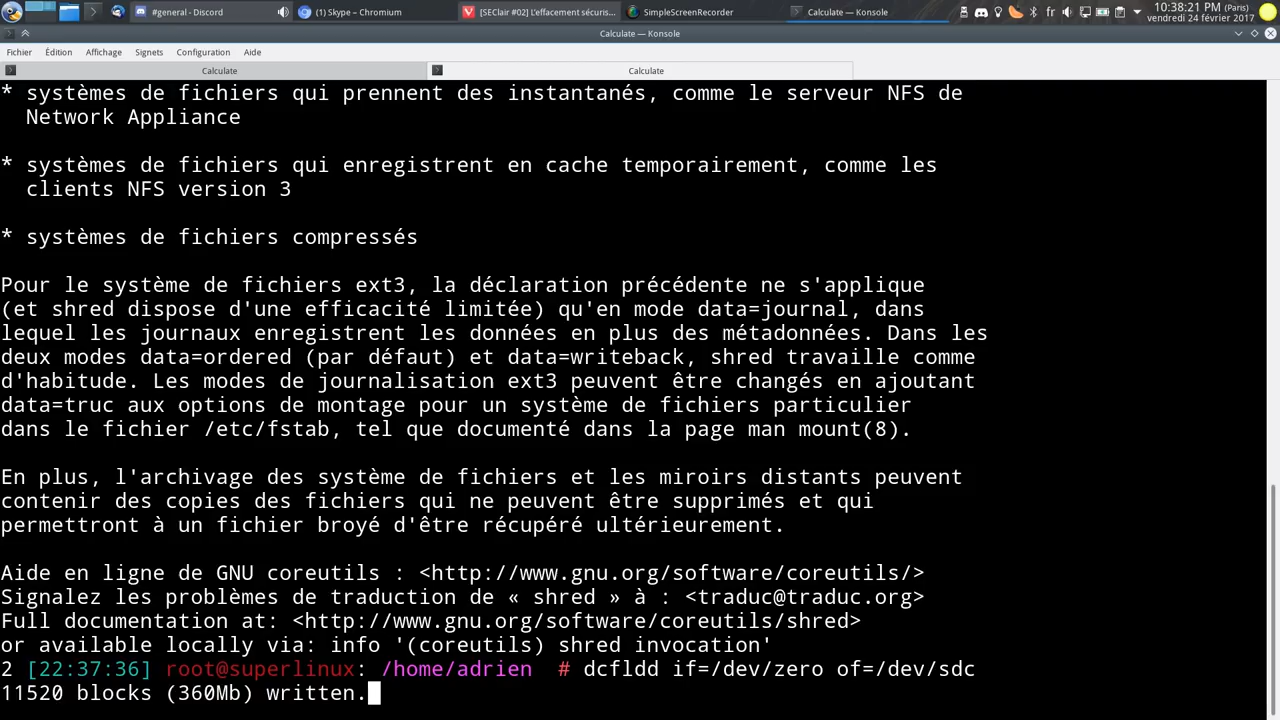 #general - Discord
(1) Skype – Chromium
[SEClair #02] L'effacement sécuris...
SimpleScreenRecorder
Calculate — Konsole
fr
10:38:21 PM (Paris)
vendredi 24 février 2017
Calculate — Konsole
Fichier Édition Affichage Signets Configuration Aide
Calculate
Calculate
* systèmes de fichiers qui prennent des instantanés, comme le serveur NFS de
Network Appliance
* systèmes de fichiers qui enregistrent en cache temporairement, comme les
clients NFS version 3
* systèmes de fichiers compressés
Pour le système de fichiers ext3, la déclaration précédente ne s'applique
(et shred dispose d'une efficacité limitée) qu'en mode data=journal, dans
lequel les journaux enregistrent les données en plus des métadonnées. Dans les
deux modes data=ordered (par défaut) et data=writeback, shred travaille comme
d'habitude. Les modes de journalisation ext3 peuvent être changés en ajoutant
data=truc aux options de montage pour un système de fichiers particulier
dans le fichier /etc/fstab, tel que documenté dans la page man mount(8).
En plus, l'archivage des système de fichiers et les miroirs distants peuvent
contenir des copies des fichiers qui ne peuvent être supprimés et qui
permettront à un fichier broyé d'être récupéré ultérieurement.
Aide en ligne de GNU coreutils : <http://www.gnu.org/software/coreutils/>
Signalez les problèmes de traduction de « shred » à : <traduc@traduc.org>
Full documentation at: <http://www.gnu.org/software/coreutils/shred>
or available locally via: info '(coreutils) shred invocation'
2 [22:37:36] root@superlinux: /home/adrien # dcfldd if=/dev/zero of=/dev/sdc
11520 blocks (360Mb) written.